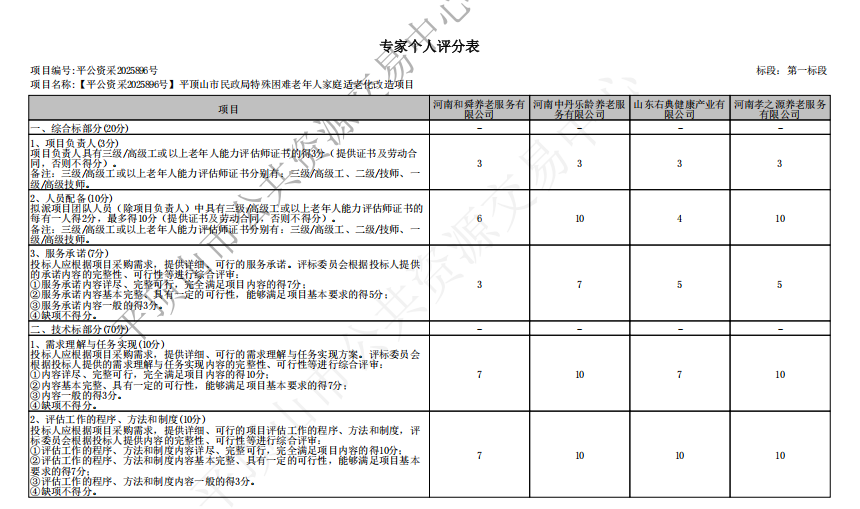 专家个人评分表
项目编号:平公资采2025896号 标段: 第一标段
项目名称:【平公资采2025896号】平顶山市民政局特殊困难老年人家庭适老化改造项目
项目 河南和舜养老服务有限公司 河南中丹乐龄养老服务有限公司 山东右典健康产业有限公司 河南孝之源养老服务有限公司
一、综合标部分(20分) - - - -
1、项目负责人(3分)
项目负责人具有三级/高级工或以上老年人能力评估师证书的得3分（提供证书及劳动合
同，否则不得分）。
备注：三级/高级工或以上老年人能力评估师证书分别有：三级/高级工、二级/技师、一
级/高级技师。
3 3 3 3
2、人员配备(10分)
拟派项目团队人员（除项目负责人）中具有三级/高级工或以上老年人能力评估师证书的
每有一人得2分，最多得10分（提供证书及劳动合同，否则不得分）。
备注：三级/高级工或以上老年人能力评估师证书分别有：三级/高级工、二级/技师、一
级/高级技师。
6 10 4 10
3、服务承诺(7分)
投标人应根据项目采购需求，提供详细、可行的服务承诺。评标委员会根据投标人提供
的承诺内容的完整性、可行性等进行综合评审:
①服务承诺内容详尽、完整可行，完全满足项目内容的得7分；
②服务承诺内容基本完整、具有一定的可行性，能够满足项目基本要求的得5分；
③服务承诺内容一般的得3分。
④缺项不得分。
3 7 5 5
二、技术标部分(70分) - - - -
1、需求理解与任务实现(10分)
投标人应根据项目采购需求，提供详细、可行的需求理解与任务实现方案。评标委员会
根据投标人提供的需求理解与任务实现内容的完整性、可行性等进行综合评审:
①内容详尽、完整可行，完全满足项目内容的得10分；
②内容基本完整、具有一定的可行性，能够满足项目基本要求的得7分；
③内容一般的得3分。
④缺项不得分。
7 10 7 10
2、评估工作的程序、方法和制度(10分)
投标人应根据项目采购需求，提供详细、可行的项目评估工作的程序、方法和制度，评
标委员会根据投标人提供内容的完整性、可行性等进行综合评审:
①评估工作的程序、方法和制度内容详尽、完整可行，完全满足项目内容的得10分；
②评估工作的程序、方法和制度内容基本完整、具有一定的可行性，能够满足项目基本
要求的得7分；
③评估工作的程序、方法和制度内容一般的得3分。
④缺项不得分。
7 10 10 10
平顶山市公共资源交易中心
平顶山市公共资源交易中心